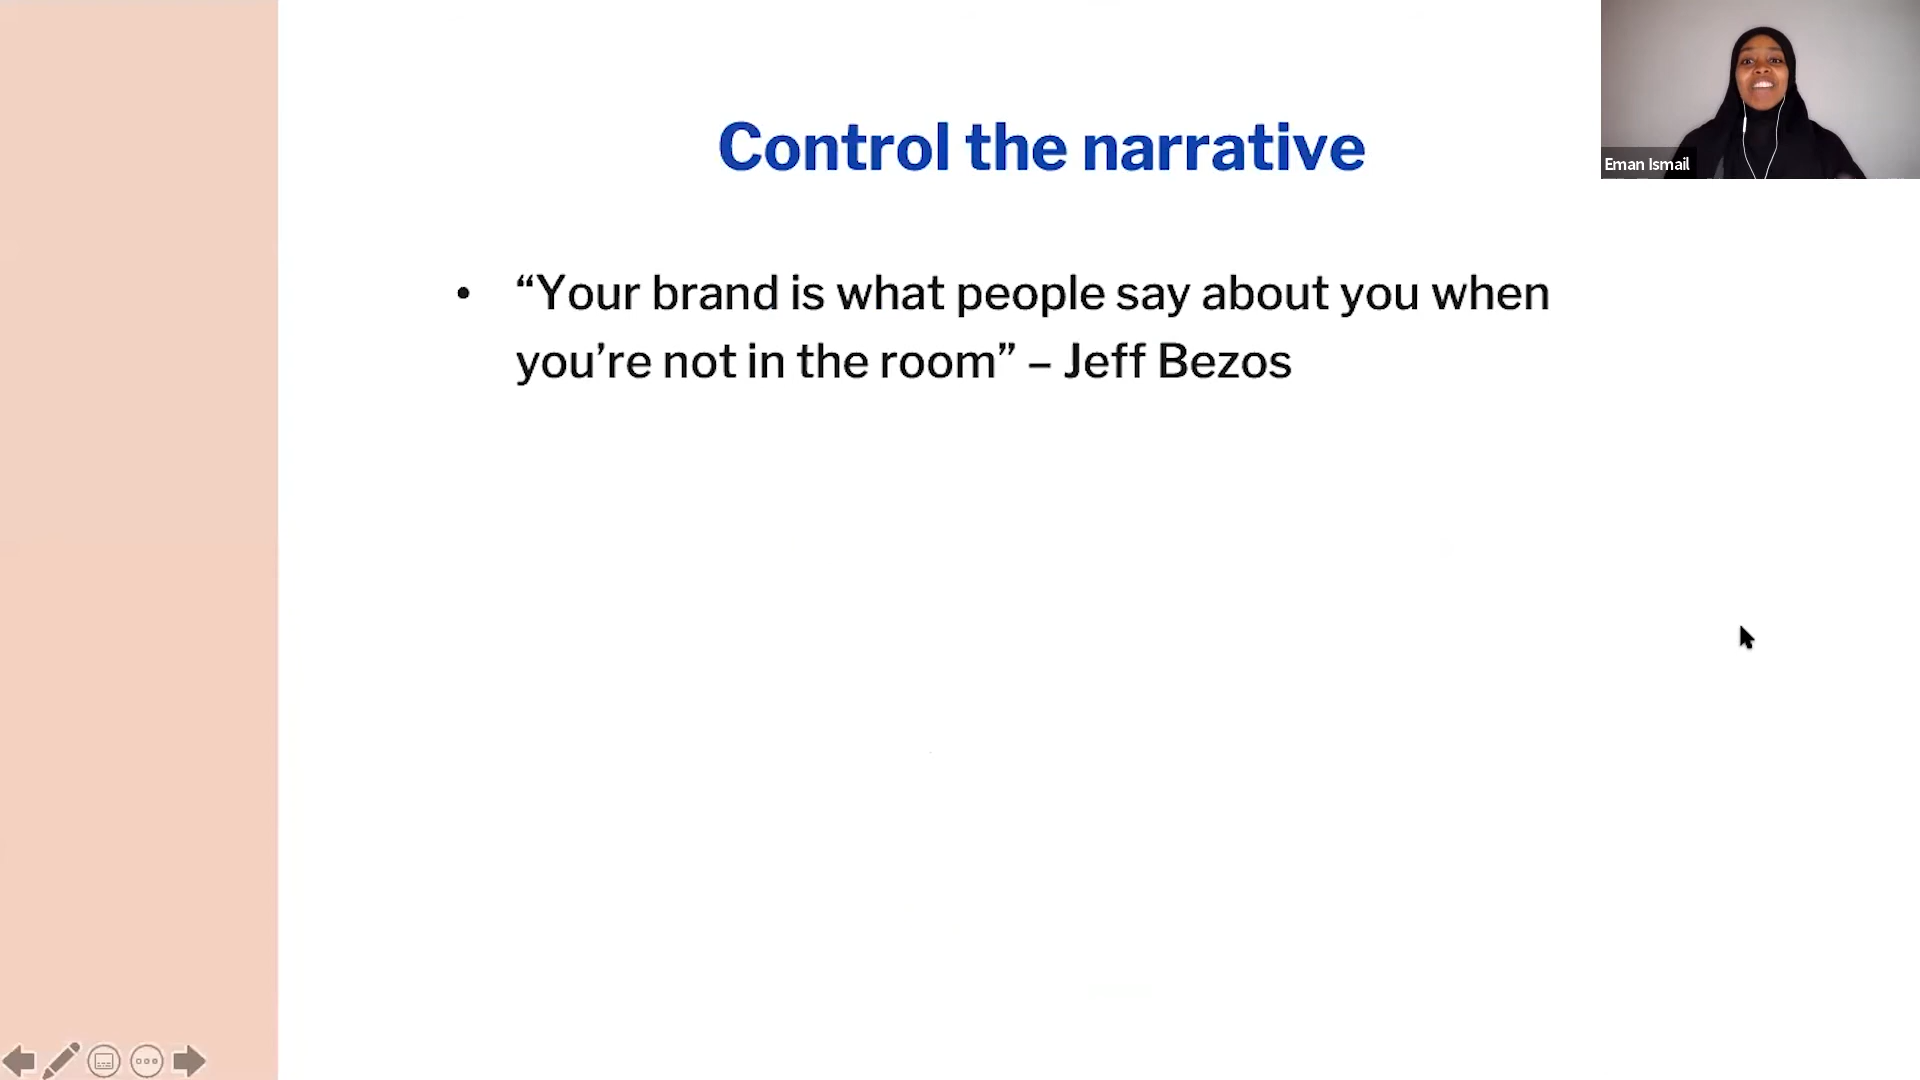 Control the narrative
Eman Ismail
• “Your brand is what people say about you when
you’re not in the room” – Jeff Bezos